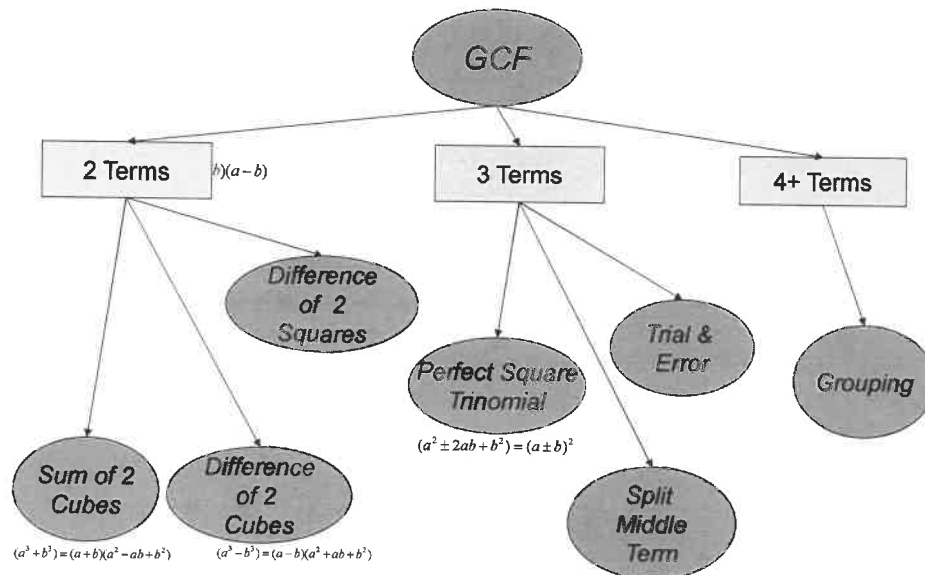 GCF
2 Terms
)(a − b)
3 Terms
4+ Terms
Difference
of 2
Squares
Trial &
Error
Perfect Square
Trinomial
(a² ± 2ab + b²) = (a ± b)²
Grouping
Sum of 2
Cubes
(a³ + b³) = (a + b)(a² − ab + b²)
Difference
of 2
Cubes
(a³ − b³) = (a − b)(a² + ab + b²)
Split
Middle
Term